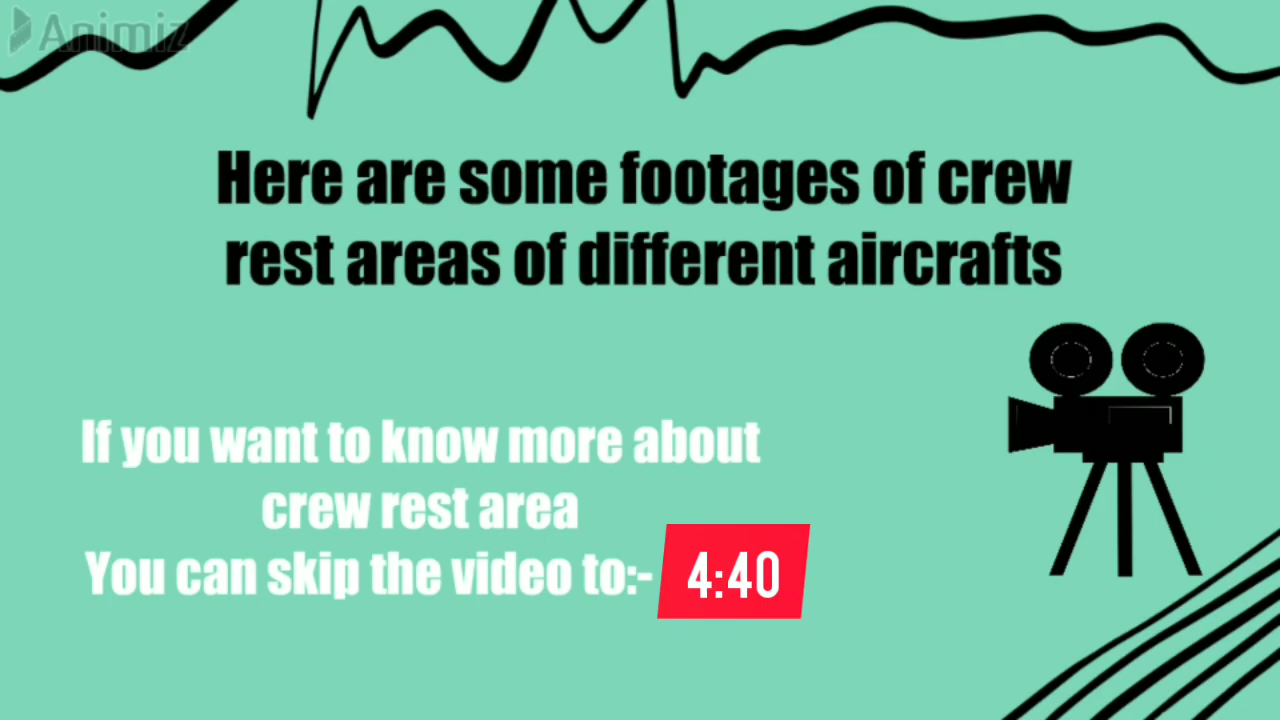 Animiz
Here are some footages of crew
rest areas of different aircrafts
If you want to know more about
crew rest area
You can skip the video to:- 4:40